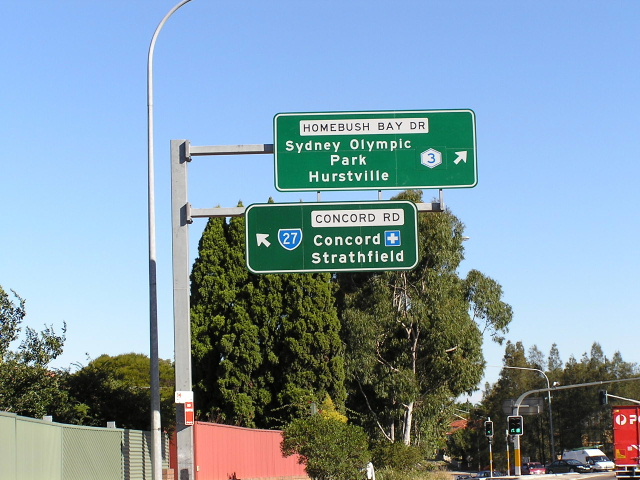 HOMEBUSH BAY DR
Sydney Olympic
Park
Hurstville
3
CONCORD RD
27
Concord
Strathfield